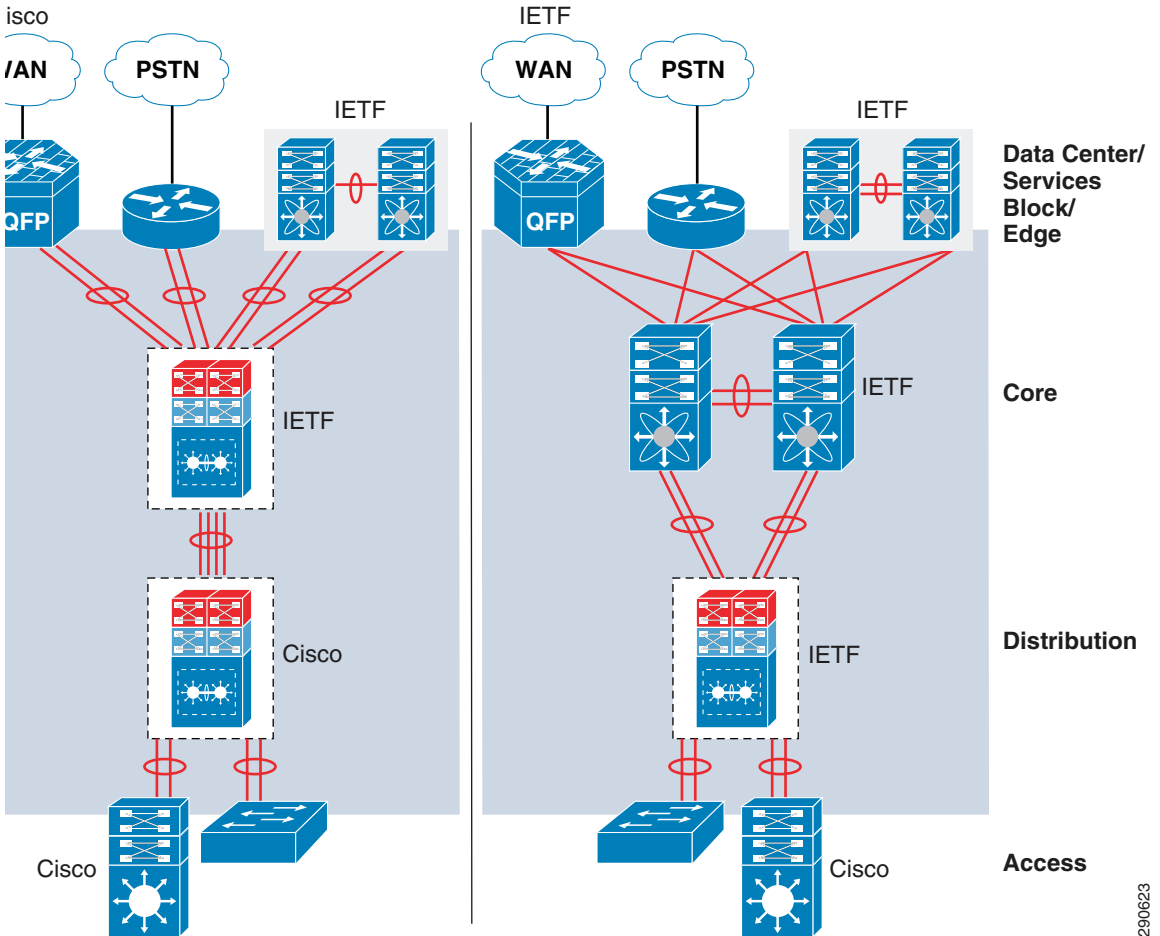 isco
IETF
/AN
PSTN
WAN
PSTN
IETF
IETF
QFP
QFP
Data Center/
Services
Block/
Edge
IETF
IETF
Core
Cisco
IETF
Distribution
Cisco
Cisco
Access
290623